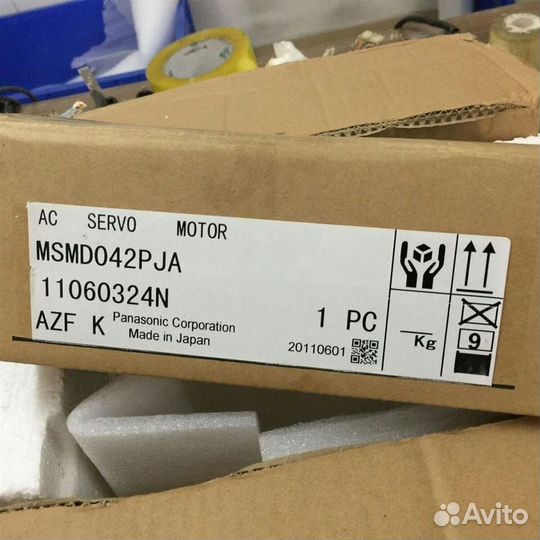 AC SERVO MOTOR
MSMD042PJA
11060324N
AZF K Panasonic Corporation
Made in Japan
1 PC
20110601
Kg
9
Avito